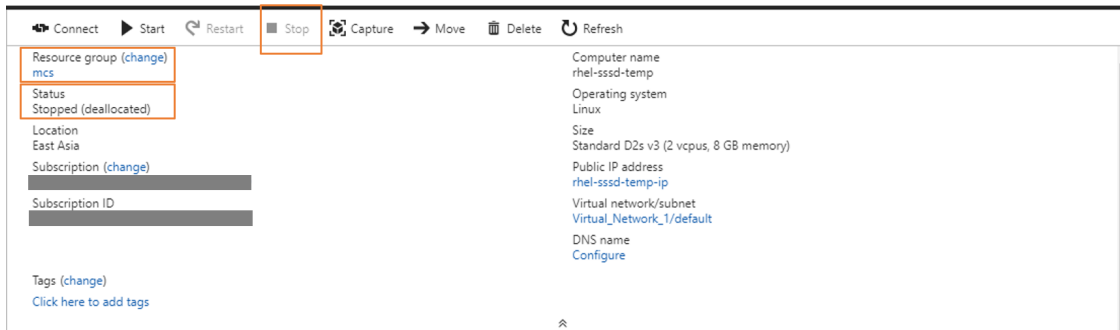 Connect Start Restart Stop Capture Move Delete Refresh
Resource group (change)
mcs
Status
Stopped (deallocated)
Location
East Asia
Subscription (change)
Subscription ID
Tags (change)
Click here to add tags
Computer name
rhel-sssd-temp
Operating system
Linux
Size
Standard D2s v3 (2 vcpus, 8 GB memory)
Public IP address
rhel-sssd-temp-ip
Virtual network/subnet
Virtual_Network_1/default
DNS name
Configure